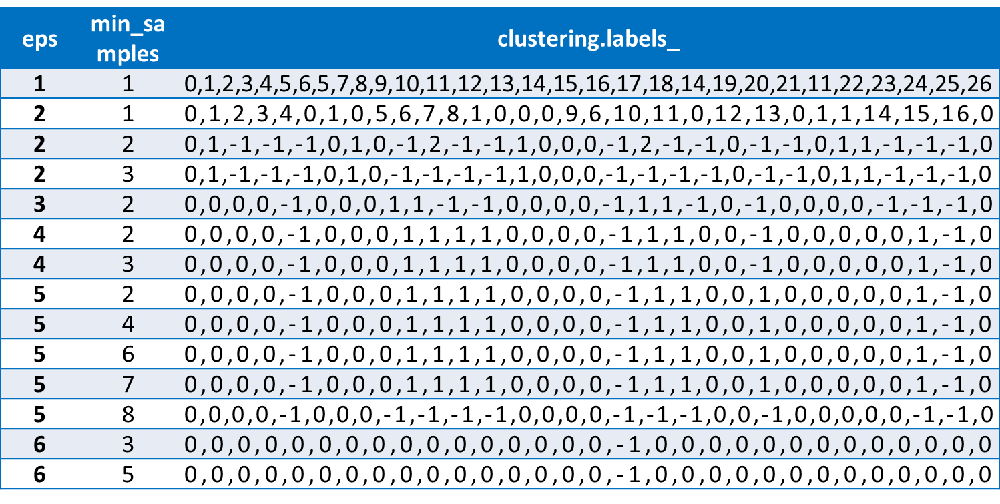 eps min_sa
mples clustering.labels_
1 1 0,1,2,3,4,5,6,5,7,8,9,10,11,12,13,14,15,16,17,18,14,19,20,21,11,22,23,24,25,26
2 1 0,1,2,3,4,0,1,0,5,6,7,8,1,0,0,0,9,6,10,11,0,12,13,0,1,1,14,15,16,0
2 2 0,1,-1,-1,-1,0,1,0,-1,2,-1,-1,1,0,0,0,-1,2,-1,-1,0,-1,-1,0,1,1,-1,-1,-1,0
2 3 0,1,-1,-1,-1,0,1,0,-1,-1,-1,-1,1,0,0,0,-1,-1,-1,-1,0,-1,-1,0,1,1,-1,-1,-1,0
3 2 0,0,0,0,-1,0,0,0,1,1,-1,-1,0,0,0,0,-1,1,1,-1,0,-1,0,0,0,0,-1,-1,-1,0
4 2 0,0,0,0,-1,0,0,0,1,1,1,1,0,0,0,0,-1,1,1,0,0,-1,0,0,0,0,0,1,-1,0
4 3 0,0,0,0,-1,0,0,0,1,1,1,1,0,0,0,0,-1,1,1,0,0,-1,0,0,0,0,0,1,-1,0
5 2 0,0,0,0,-1,0,0,0,1,1,1,1,0,0,0,0,-1,1,1,0,0,1,0,0,0,0,0,1,-1,0
5 4 0,0,0,0,-1,0,0,0,1,1,1,1,0,0,0,0,-1,1,1,0,0,1,0,0,0,0,0,1,-1,0
5 6 0,0,0,0,-1,0,0,0,1,1,1,1,0,0,0,0,-1,1,1,0,0,1,0,0,0,0,0,1,-1,0
5 7 0,0,0,0,-1,0,0,0,1,1,1,1,0,0,0,0,-1,1,1,0,0,1,0,0,0,0,0,1,-1,0
5 8 0,0,0,0,-1,0,0,0,-1,-1,-1,-1,0,0,0,0,-1,-1,-1,0,0,-1,0,0,0,0,0,-1,-1,0
6 3 0,0,0,0,0,0,0,0,0,0,0,0,0,0,0,0,-1,0,0,0,0,0,0,0,0,0,0,0,0,0
6 5 0,0,0,0,0,0,0,0,0,0,0,0,0,0,0,0,-1,0,0,0,0,0,0,0,0,0,0,0,0,0